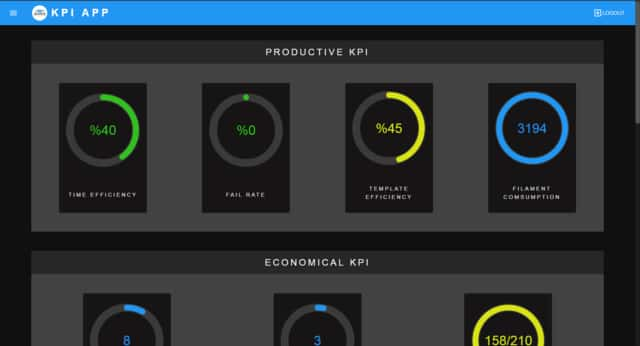 KPI APP
LOGOUT
PRODUCTIVE KPI
%40
%0
%45
3194
TIME EFFICIENCY
FAIL RATE
TEMPLATE
EFFICIENCY
FILAMENT
COMSUMPTION
ECONOMICAL KPI
8
3
158/210